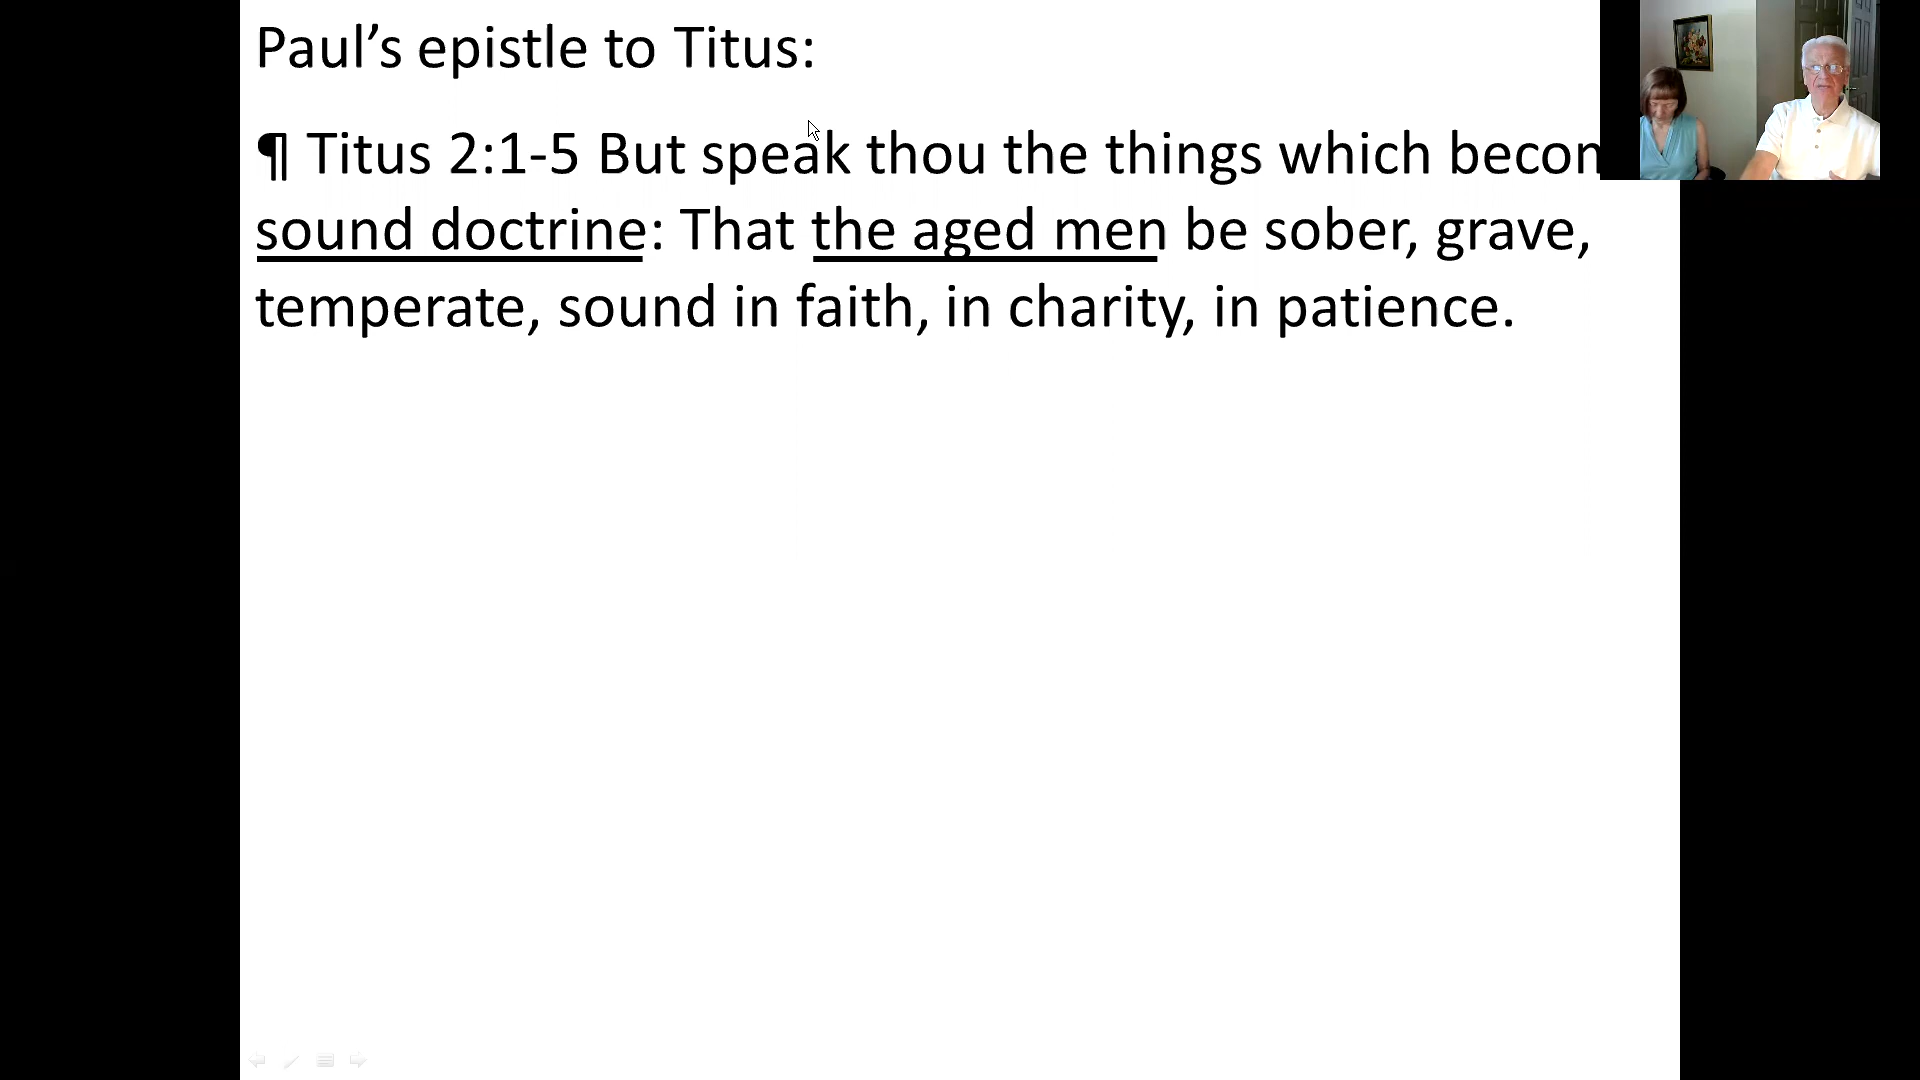 Paul’s epistle to Titus:
¶ Titus 2:1-5 But speak thou the things which
sound doctrine: That the aged men be sober, grave,
temperate, sound in faith, in charity, in patience.